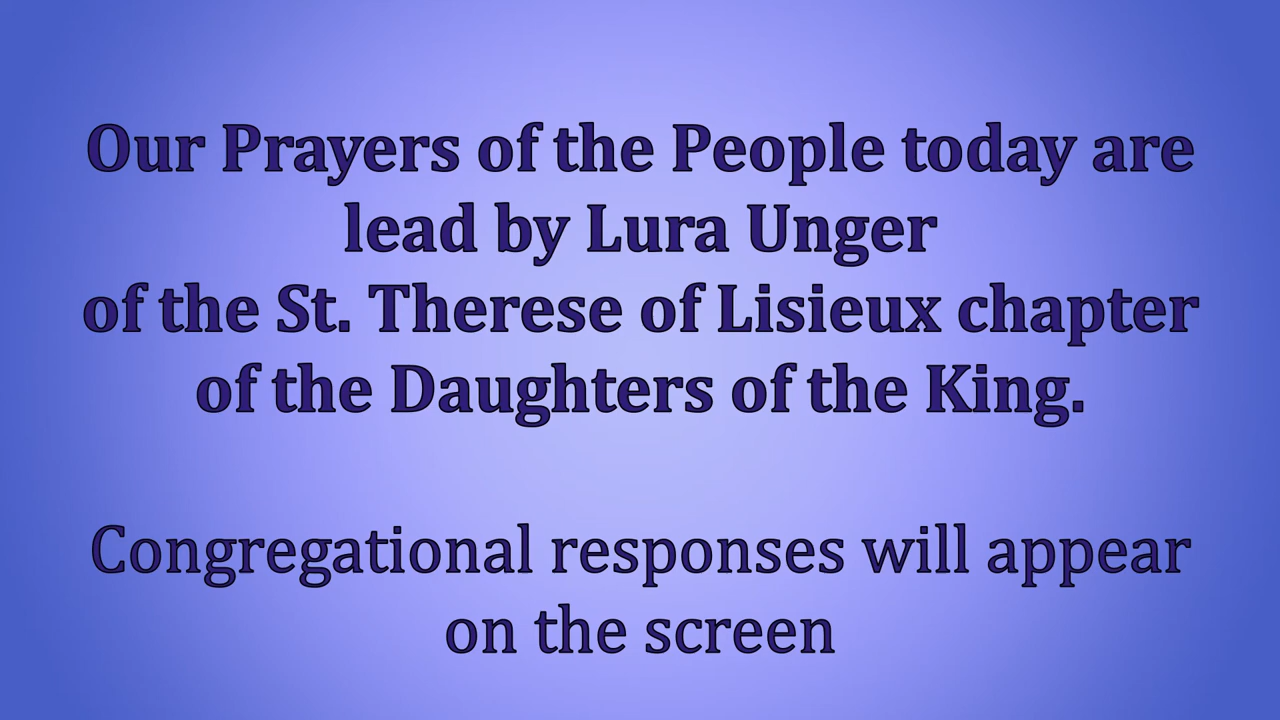 Our Prayers of the People today are
lead by Lura Unger
of the St. Therese of Lisieux chapter
of the Daughters of the King.
Congregational responses will appear
on the screen